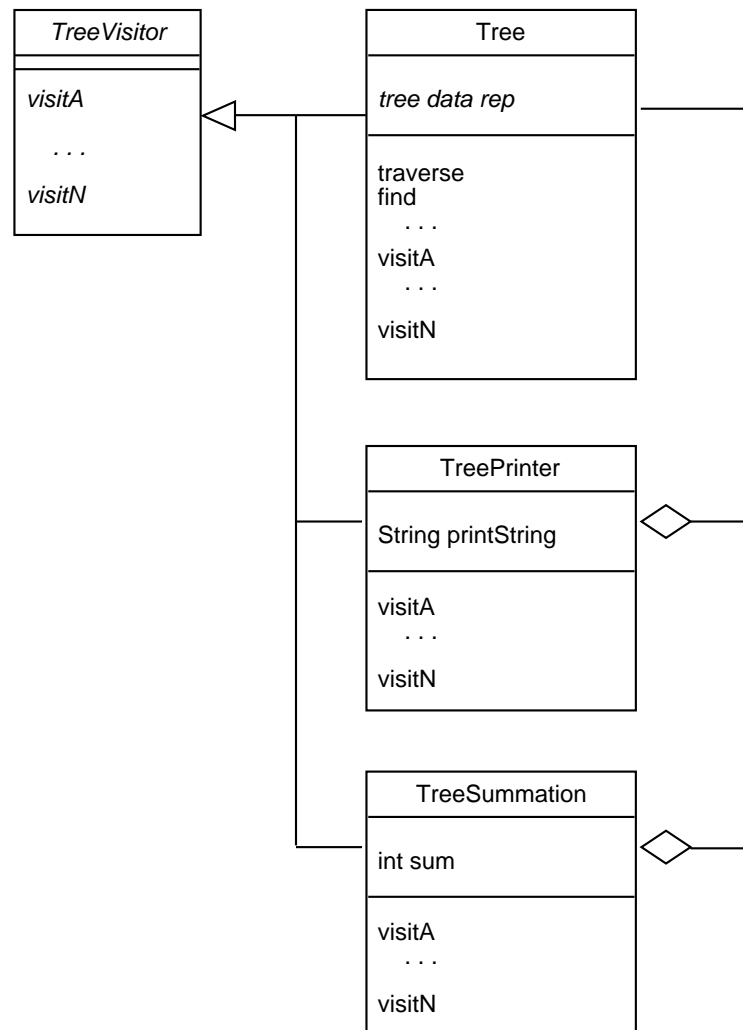 TreeVisitor
visitA
. . .
visitN
Tree
tree data rep
traverse
find
. . .
visitA
. . .
visitN
TreePrinter
String printString
visitA
. . .
visitN
TreeSummation
int sum
visitA
. . .
visitN